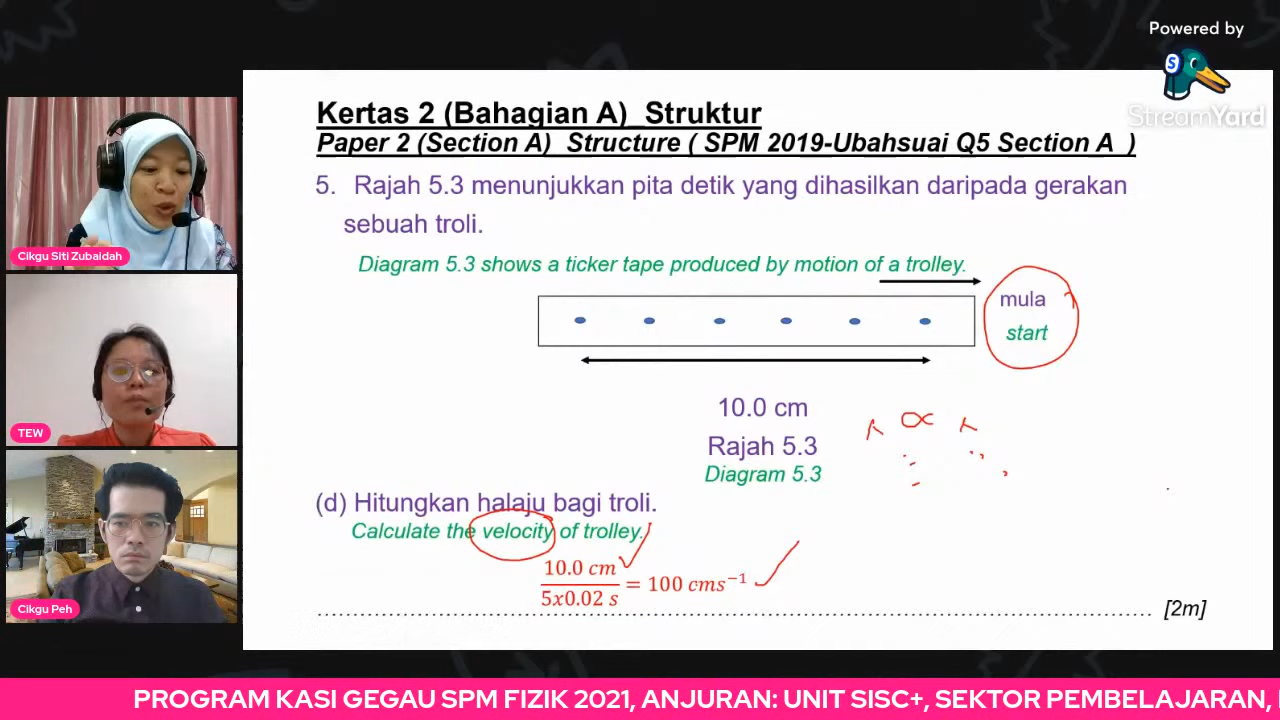 Powered by
StreamYard
Kertas 2 (Bahagian A)_Struktur
Paper 2 (Section A)_Structure ( SPM 2019-Ubahsuai Q5 Section A )
5. Rajah 5.3 menunjukkan pita detik yang dihasilkan daripada gerakan
sebuah troli.
Diagram 5.3 shows a ticker tape produced by motion of a trolley.
mula
start
10.0 cm
Rajah 5.3
Diagram 5.3
(d) Hitungkan halaju bagi troli.
Calculate the velocity of trolley.
10.0 cm
5x0.02 s
= 100 cms⁻¹
[2m]
Cikgu Siti Zubaidah
TEW
Cikgu Peh
PROGRAM KASI GEGAU SPM FIZIK 2021, ANJURAN: UNIT SISC+, SEKTOR PEMBELAJARAN,